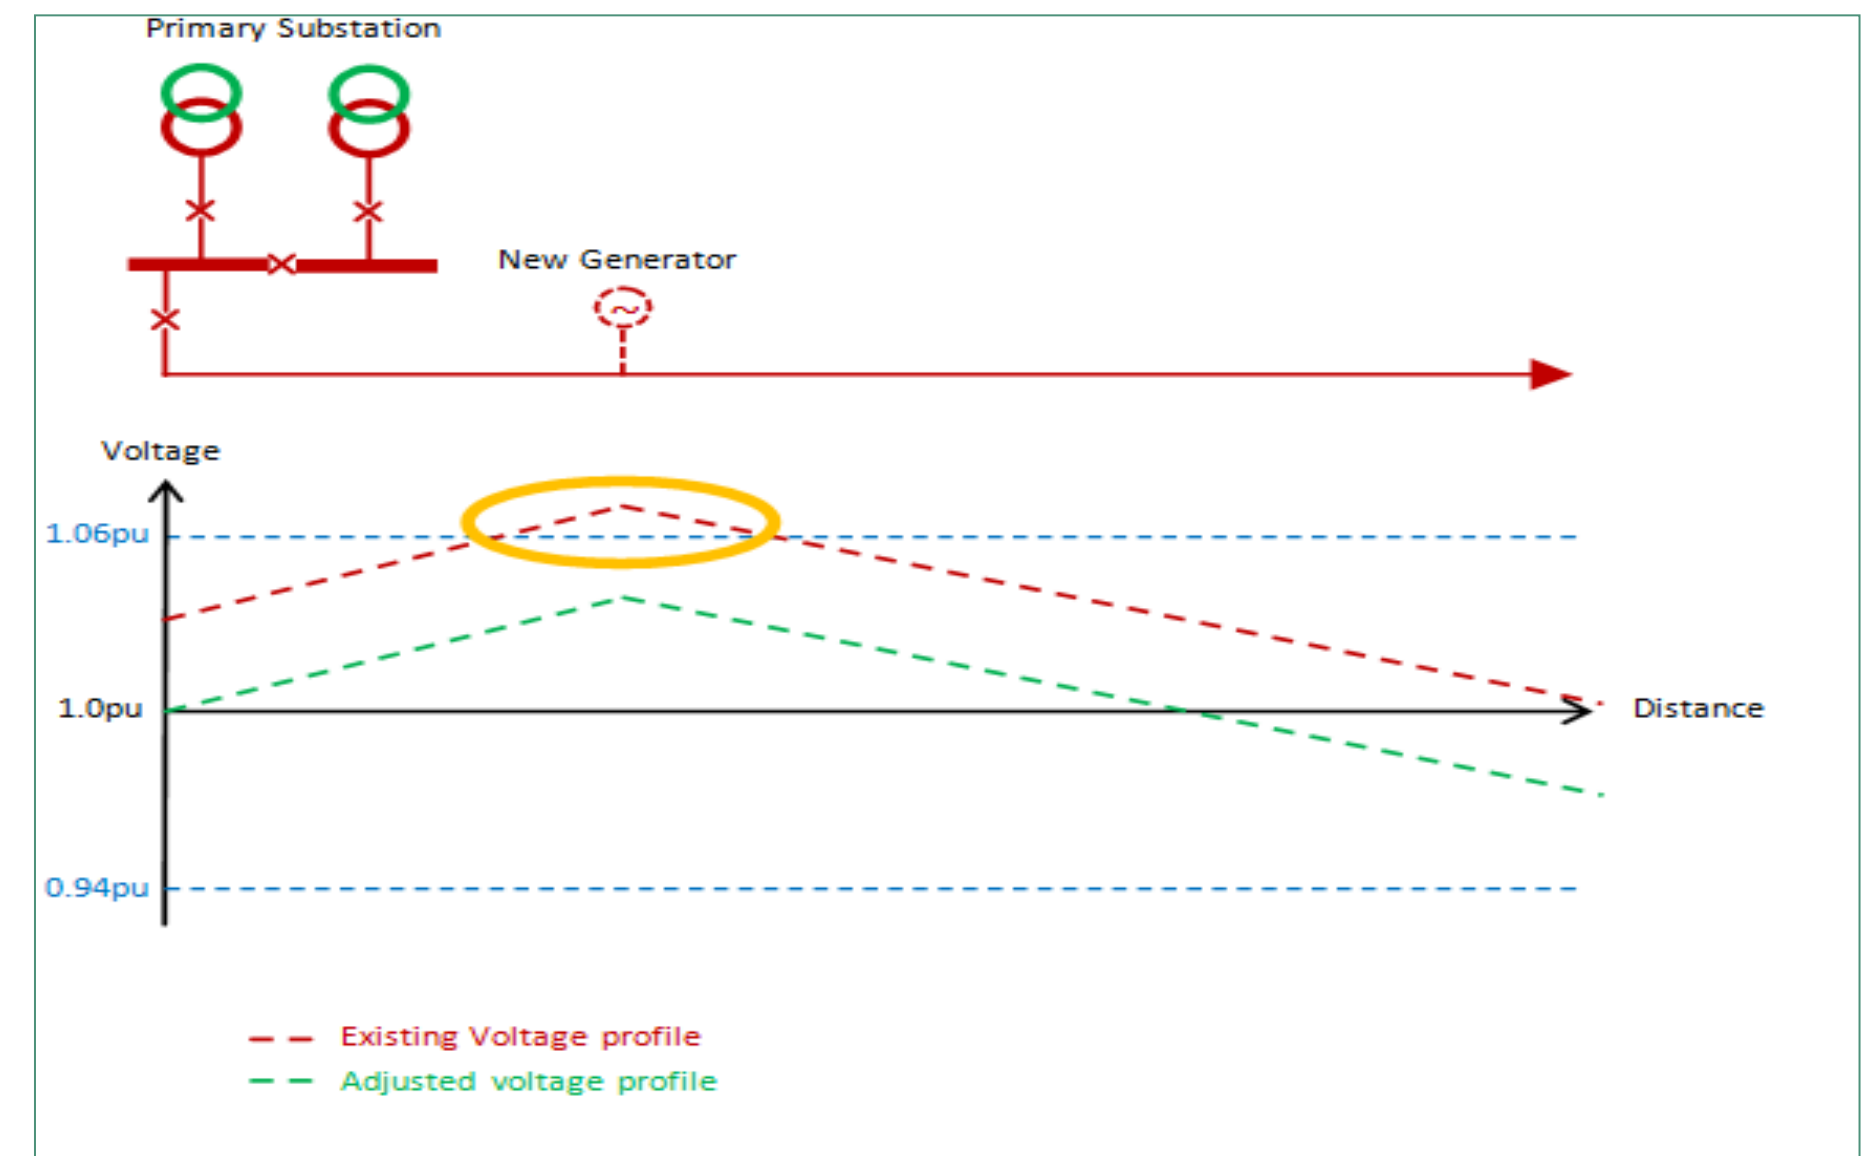 Primary Substation
New Generator
~
Voltage
1.06pu
1.0pu
Distance
0.94pu
Existing Voltage profile
Adjusted voltage profile